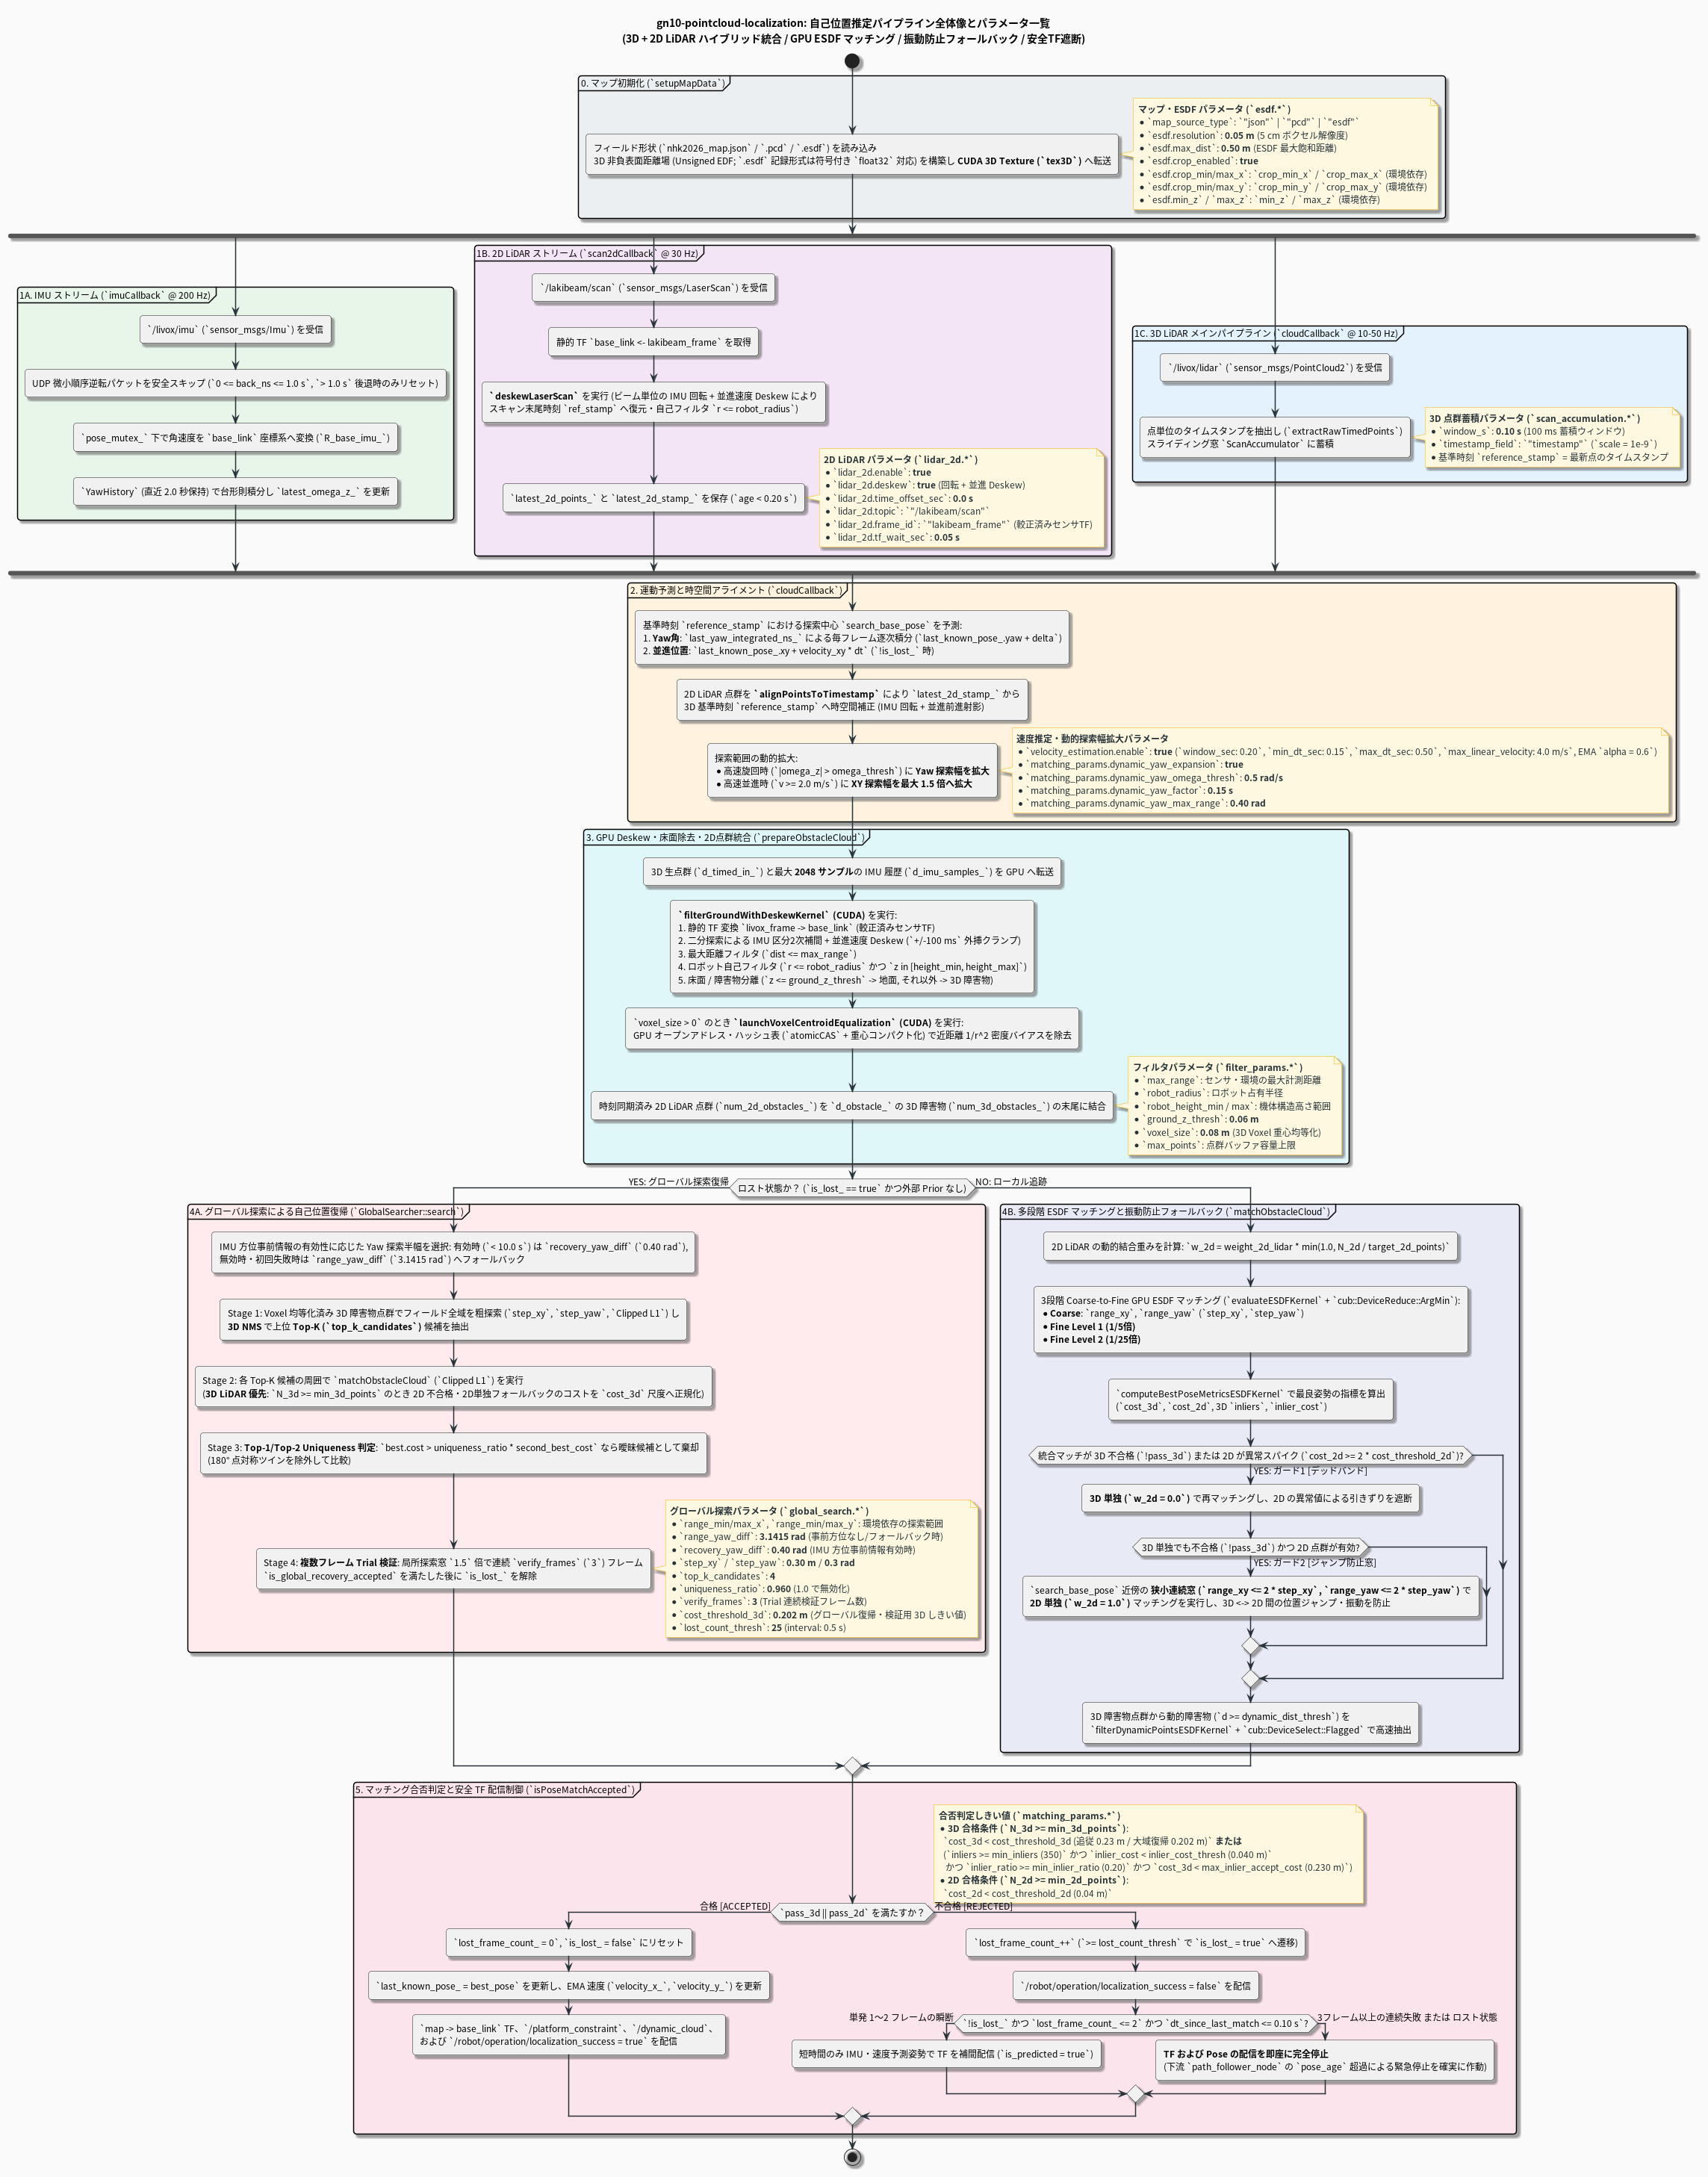 gn10-pointcloud-localization: 自己位置推定パイプライン全体像とパラメータ一覧
(3D + 2D LiDAR ハイブリッド統合 / GPU ESDF マッチング / 振動防止フォールバック / 安全TF遮断)
0. マップ初期化 (`setupMapData`)
フィールド形状 (`nhk2026_map.json` / `.pcd` / `.esdf`) を読み込み
3D 非負表面距離場 (Unsigned EDF; `.esdf` 記録形式は符号付き `float32` 対応) を構築し CUDA 3D Texture (`tex3D`) へ転送
マップ・ESDF パラメータ (`esdf.*`)
● `map_source_type`: `"json"` | `"pcd"` | `"esdf"`
● `esdf.resolution`: 0.05 m (5 cm ボクセル解像度)
● `esdf.max_dist`: 0.50 m (ESDF 最大飽和距離)
● `esdf.crop_enabled`: true
● `esdf.crop_min/max_x`: `crop_min_x` / `crop_max_x` (環境依存)
● `esdf.crop_min/max_y`: `crop_min_y` / `crop_max_y` (環境依存)
● `esdf.min_z` / `max_z`: `min_z` / `max_z` (環境依存)
1A. IMU ストリーム (`imuCallback` @ 200 Hz)
`/livox/imu` (`sensor_msgs/Imu`) を受信
UDP 微小順序逆転パケットを安全スキップ (`0 <= back_ns <= 1.0 s`, `> 1.0 s` 後退時のみリセット)
`pose_mutex_` 下で角速度を `base_link` 座標系へ変換 (`R_base_imu_`)
`YawHistory` (直近 2.0 秒保持) で台形則積分し `latest_omega_z_` を更新
1B. 2D LiDAR ストリーム (`scan2dCallback` @ 30 Hz)
`/lakibeam/scan` (`sensor_msgs/LaserScan`) を受信
静的 TF `base_link <- lakibeam_frame` を取得
`deskewLaserScan` を実行 (ビーム単位の IMU 回転 + 並進速度 Deskew により
スキャン末尾時刻 `ref_stamp` へ復元・自己フィルタ `r <= robot_radius`)
`latest_2d_points_` と `latest_2d_stamp_` を保存 (`age < 0.20 s`)
2D LiDAR パラメータ (`lidar_2d.*`)
● `lidar_2d.enable`: true
● `lidar_2d.deskew`: true (回転 + 並進 Deskew)
● `lidar_2d.time_offset_sec`: 0.0 s
● `lidar_2d.topic`: `"/lakibeam/scan"`
● `lidar_2d.frame_id`: `"lakibeam_frame"` (較正済みセンサTF)
● `lidar_2d.tf_wait_sec`: 0.05 s
1C. 3D LiDAR メインパイプライン (`cloudCallback` @ 10-50 Hz)
`/livox/lidar` (`sensor_msgs/PointCloud2`) を受信
点単位のタイムスタンプを抽出し (`extractRawTimedPoints`)
スライディング窓 `ScanAccumulator` に蓄積
3D 点群蓄積パラメータ (`scan_accumulation.*`)
● `window_s`: 0.10 s (100 ms 蓄積ウィンドウ)
● `timestamp_field`: `"timestamp"` (`scale = 1e-9`)
● 基準時刻 `reference_stamp` = 最新点のタイムスタンプ
2. 運動予測と時空間アライメント (`cloudCallback`)
基準時刻 `reference_stamp` における探索中心 `search_base_pose` を予測:
1. Yaw角: `last_yaw_integrated_ns_` による毎フレーム逐次積分 (`last_known_pose_.yaw + delta`)
2. 並進位置: `last_known_pose_.xy + velocity_xy * dt` (`!is_lost_` 時)
2D LiDAR 点群を `alignPointsToTimestamp` により `latest_2d_stamp_` から
3D 基準時刻 `reference_stamp` へ時空間補正 (IMU 回転 + 並進前進射影)
探索範囲の動的拡大:
● 高速旋回時 (`|omega_z| > omega_thresh`) に Yaw 探索幅を拡大
● 高速並進時 (`v >= 2.0 m/s`) に XY 探索幅を最大 1.5 倍へ拡大
速度推定・動的探索幅拡大パラメータ
● `velocity_estimation.enable`: true (`window_sec: 0.20`, `min_dt_sec: 0.15`, `max_dt_sec: 0.50`, `max_linear_velocity: 4.0 m/s`, EMA `alpha = 0.6`)
● `matching_params.dynamic_yaw_expansion`: true
● `matching_params.dynamic_yaw_omega_thresh`: 0.5 rad/s
● `matching_params.dynamic_yaw_factor`: 0.15 s
● `matching_params.dynamic_yaw_max_range`: 0.40 rad
3. GPU Deskew・床面除去・2D点群統合 (`prepareObstacleCloud`)
3D 生点群 (`d_timed_in_`) と最大 2048 サンプルの IMU 履歴 (`d_imu_samples_`) を GPU へ転送
`filterGroundWithDeskewKernel` (CUDA) を実行:
1. 静的 TF 変換 `livox_frame -> base_link` (較正済みセンサTF)
2. 二分探索による IMU 区分2次補間 + 並進速度 Deskew (`+/-100 ms` 外挿クランプ)
3. 最大距離フィルタ (`dist <= max_range`)
4. ロボット自己フィルタ (`r <= robot_radius` かつ `z in [height_min, height_max]`)
5. 床面 / 障害物分離 (`z <= ground_z_thresh` -> 地面, それ以外 -> 3D 障害物)
`voxel_size > 0` のとき `launchVoxelCentroidEqualization` (CUDA) を実行:
GPU オープンアドレス・ハッシュ表 (`atomicCAS` + 重心コンパクト化) で近距離 1/r^2 密度バイアスを除去
時刻同期済み 2D LiDAR 点群 (`num_2d_obstacles_`) を `d_obstacle_` の 3D 障害物 (`num_3d_obstacles_`) の末尾に結合
フィルタパラメータ (`filter_params.*`)
● `max_range`: センサ・環境の最大計測距離
● `robot_radius`: ロボット占有半径
● `robot_height_min / max`: 機体構造高さ範囲
● `ground_z_thresh`: 0.06 m
● `voxel_size`: 0.08 m (3D Voxel 重心均等化)
● `max_points`: 点群バッファ容量上限
ロスト状態か？ (`is_lost_ == true` かつ外部 Prior なし)
YES: グローバル探索復帰
NO: ローカル追跡
4A. グローバル探索による自己位置復帰 (`GlobalSearcher::search`)
IMU 方位事前情報の有効性に応じた Yaw 探索半幅を選択: 有効時 (`< 10.0 s`) は `recovery_yaw_diff` (`0.40 rad`),
無効時・初回失敗時は `range_yaw_diff` (`3.1415 rad`) へフォールバック
Stage 1: Voxel 均等化済み 3D 障害物点群でフィールド全域を粗探索 (`step_xy`, `step_yaw`, `Clipped L1`) し
3D NMS で上位 Top-K (`top_k_candidates`) 候補を抽出
Stage 2: 各 Top-K 候補の周囲で `matchObstacleCloud` (`Clipped L1`) を実行
(3D LiDAR 優先: `N_3d >= min_3d_points` のとき 2D 不合格・2D単独フォールバックのコストを `cost_3d` 尺度へ正規化)
Stage 3: Top-1/Top-2 Uniqueness 判定: `best.cost > uniqueness_ratio * second_best_cost` なら曖昧候補として棄却
(180° 点対称ツインを除外して比較)
Stage 4: 複数フレーム Trial 検証: 局所探索窓 `1.5` 倍で連続 `verify_frames` (`3`) フレーム
`is_global_recovery_accepted` を満たした後に `is_lost_` を解除
グローバル探索パラメータ (`global_search.*`)
● `range_min/max_x`, `range_min/max_y`: 環境依存の探索範囲
● `range_yaw_diff`: 3.1415 rad (事前方位なし/フォールバック時)
● `recovery_yaw_diff`: 0.40 rad (IMU 方位事前情報有効時)
● `step_xy` / `step_yaw`: 0.30 m / 0.3 rad
● `top_k_candidates`: 4
● `uniqueness_ratio`: 0.960 (1.0 で無効化)
● `verify_frames`: 3 (Trial 連続検証フレーム数)
● `cost_threshold_3d`: 0.202 m (グローバル復帰・検証用 3D しきい値)
● `lost_count_thresh`: 25 (interval: 0.5 s)
4B. 多段階 ESDF マッチングと振動防止フォールバック (`matchObstacleCloud`)
2D LiDAR の動的結合重みを計算: `w_2d = weight_2d_lidar * min(1.0, N_2d / target_2d_points)`
3段階 Coarse-to-Fine GPU ESDF マッチング (`evaluateESDFKernel` + `cub::DeviceReduce::ArgMin`):
● Coarse: `range_xy`, `range_yaw` (`step_xy`, `step_yaw`)
● Fine Level 1 (1/5倍)
● Fine Level 2 (1/25倍)
`computeBestPoseMetricsESDFKernel` で最良姿勢の指標を算出
(`cost_3d`, `cost_2d`, 3D `inliers`, `inlier_cost`)
統合マッチが 3D 不合格 (`!pass_3d`) または 2D が異常スパイク (`cost_2d >= 2 * cost_threshold_2d`)?
YES: ガード1 [デッドバンド]
3D 単独 (`w_2d = 0.0`) で再マッチングし、2D の異常値による引きずりを遮断
3D 単独でも不合格 (`!pass_3d`) かつ 2D 点群が有効?
YES: ガード2 [ジャンプ防止窓]
`search_base_pose` 近傍の 狭小連続窓 (`range_xy <= 2 * step_xy`, `range_yaw <= 2 * step_yaw`) で
2D 単独 (`w_2d = 1.0`) マッチングを実行し、3D <-> 2D 間の位置ジャンプ・振動を防止
3D 障害物点群から動的障害物 (`d >= dynamic_dist_thresh`) を
`filterDynamicPointsESDFKernel` + `cub::DeviceSelect::Flagged` で高速抽出
5. マッチング合否判定と安全 TF 配信制御 (`isPoseMatchAccepted`)
合否判定しきい値 (`matching_params.*`)
● 3D 合格条件 (`N_3d >= min_3d_points`):
`cost_3d < cost_threshold_3d (追従 0.23 m / 大域復帰 0.202 m)` または
(`inliers >= min_inliers (350)` かつ `inlier_cost < inlier_cost_thresh (0.040 m)`
かつ `inlier_ratio >= min_inlier_ratio (0.20)` かつ `cost_3d < max_inlier_accept_cost (0.230 m)`)
● 2D 合格条件 (`N_2d >= min_2d_points`):
`cost_2d < cost_threshold_2d (0.04 m)`
`pass_3d || pass_2d` を満たすか？
合格 [ACCEPTED]
不合格 [REJECTED]
`lost_frame_count_ = 0`, `is_lost_ = false` にリセット
`last_known_pose_ = best_pose` を更新し、EMA 速度 (`velocity_x_`, `velocity_y_`) を更新
`map -> base_link` TF、`/platform_constraint`、`/dynamic_cloud`、
および `/robot/operation/localization_success = true` を配信
`lost_frame_count_++` (`>= lost_count_thresh` で `is_lost_ = true` へ遷移)
`/robot/operation/localization_success = false` を配信
`!is_lost_` かつ `lost_frame_count_ <= 2` かつ `dt_since_last_match <= 0.10 s`?
単発 1～2 フレームの瞬断
3フレーム以上の連続失敗 または ロスト状態
短時間のみ IMU・速度予測姿勢で TF を補間配信 (`is_predicted = true`)
TF および Pose の配信を即座に完全停止
(下流 `path_follower_node` の `pose_age` 超過による緊急停止を確実に作動)